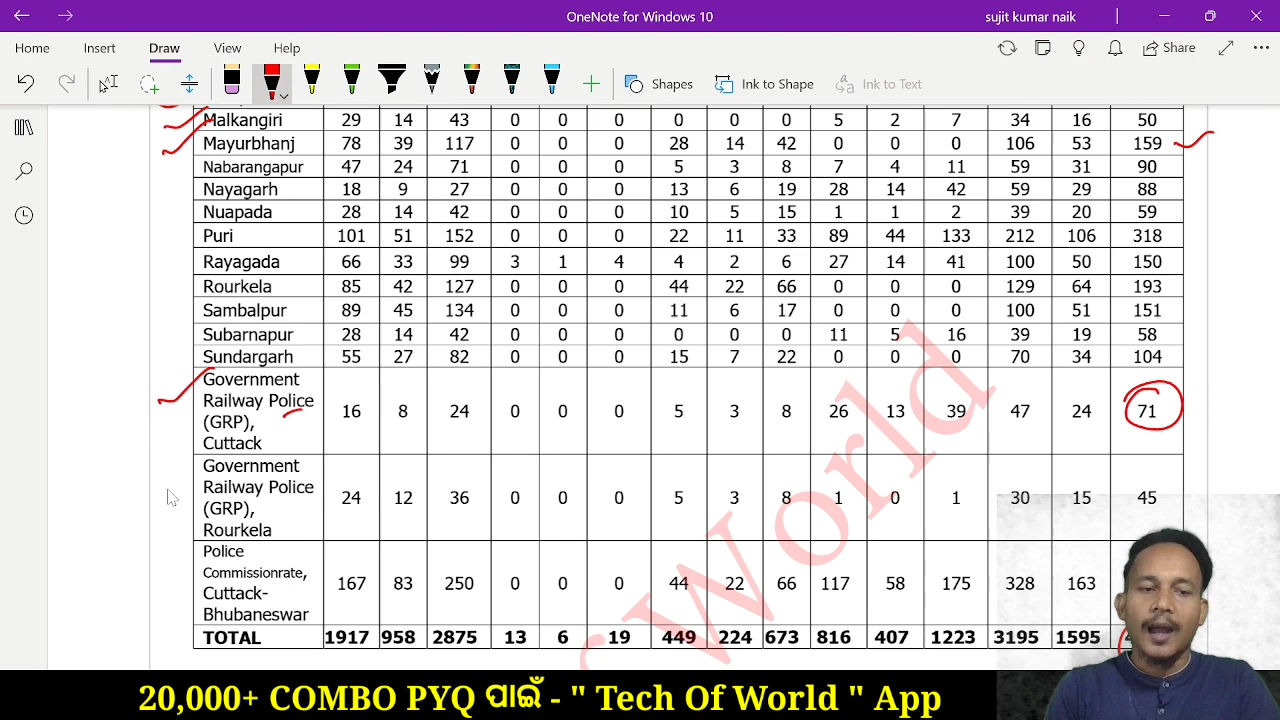 OneNote for Windows 10
sujit kumar naik
Home Insert Draw View Help
Share
Shapes Ink to Shape Ink to Text
Malkangiri 29 14 43 0 0 0 0 0 0 5 2 7 34 16 50
Mayurbhanj 78 39 117 0 0 0 28 14 42 0 0 0 106 53 159
Nabarangapur 47 24 71 0 0 0 5 3 8 7 4 11 59 31 90
Nayagarh 18 9 27 0 0 0 13 6 19 28 14 42 59 29 88
Nuapada 28 14 42 0 0 0 10 5 15 1 1 2 39 20 59
Puri 101 51 152 0 0 0 22 11 33 89 44 133 212 106 318
Rayagada 66 33 99 3 1 4 4 2 6 27 14 41 100 50 150
Rourkela 85 42 127 0 0 0 44 22 66 0 0 0 129 64 193
Sambalpur 89 45 134 0 0 0 11 6 17 0 0 0 100 51 151
Subarnapur 28 14 42 0 0 0 0 0 0 11 5 16 39 19 58
Sundargarh 55 27 82 0 0 0 15 7 22 0 0 0 70 34 104
Government
Railway Police
(GRP),
Cuttack
16 8 24 0 0 0 5 3 8 26 13 39 47 24 71
Government
Railway Police
(GRP),
Rourkela
24 12 36 0 0 0 5 3 8 1 0 1 30 15 45
Police
Commissionrate,
Cuttack-
Bhubaneswar
167 83 250 0 0 0 44 22 66 117 58 175 328 163
TOTAL 1917 958 2875 13 6 19 449 224 673 816 407 1223 3195 1595
World
20,000+ COMBO PYQ ପାଇଁ - " Tech Of World " App